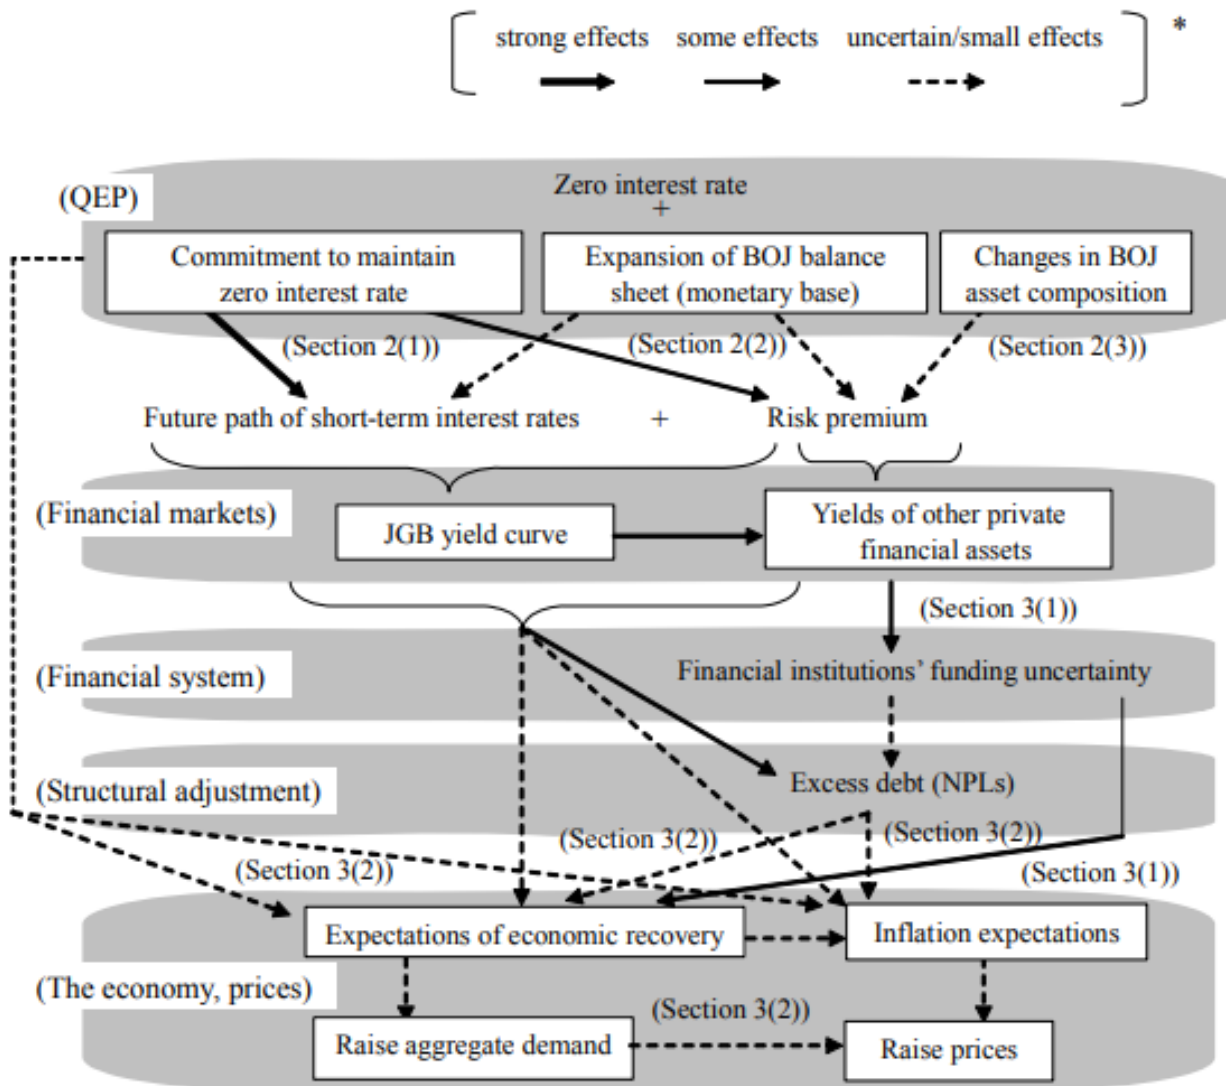 strong effects some effects uncertain/small effects *
(QEP)
Zero interest rate
+
Commitment to maintain
zero interest rate
Expansion of BOJ balance
sheet (monetary base)
Changes in BOJ
asset composition
(Section 2(1))
(Section 2(2))
(Section 2(3))
Future path of short-term interest rates + Risk premium
(Financial markets)
JGB yield curve
Yields of other private
financial assets
(Section 3(1))
(Financial system)
Financial institutions’ funding uncertainty
(Structural adjustment)
Excess debt (NPLs)
(Section 3(2))
(Section 3(2))
(Section 3(2))
(Section 3(1))
Expectations of economic recovery
Inflation expectations
(The economy, prices)
(Section 3(2))
Raise aggregate demand
Raise prices